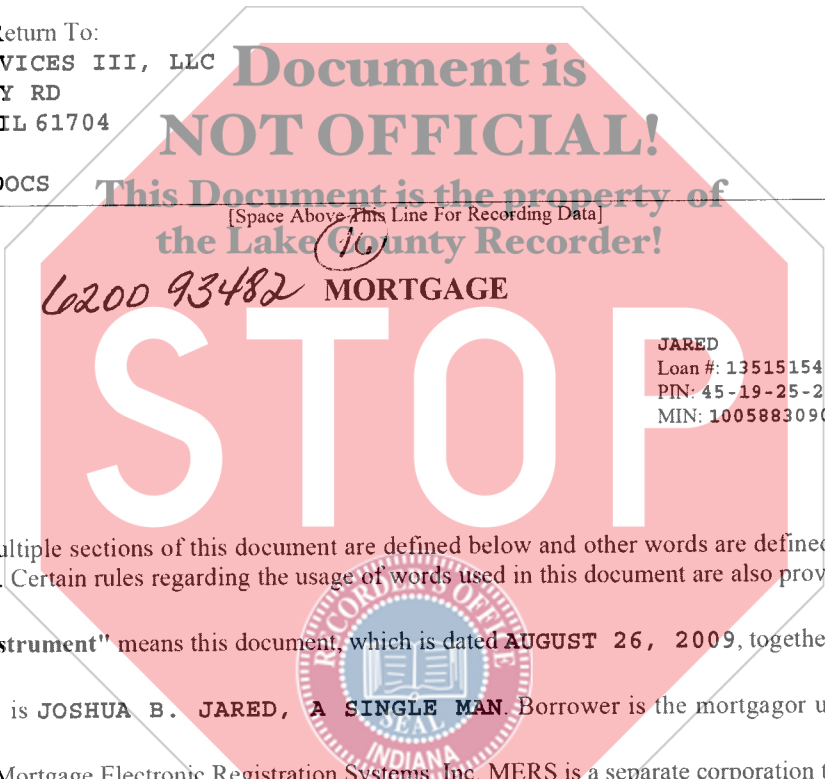 Return To:
VICES III, LLC
Y RD
IL 61704
DOCS
Document is
NOT OFFICIAL!
This Document is the property of
the Lake County Recorder!
[Space Above This Line For Recording Data]
16
620093482 MORTGAGE
JARED
Loan #: 13515154
PIN: 45-19-25-2
MIN: 1005883090
STOP
ultiple sections of this document are defined below and other words are defined
. Certain rules regarding the usage of words used in this document are also prov
strument" means this document, which is dated AUGUST 26, 2009, togethe
is JOSHUA B. JARED, A SINGLE MAN. Borrower is the mortgagor u
Mortgage Electronic Registration Systems, Inc. MERS is a separate corporation t
RECORDER'S OFFICE
SEAL
INDIANA